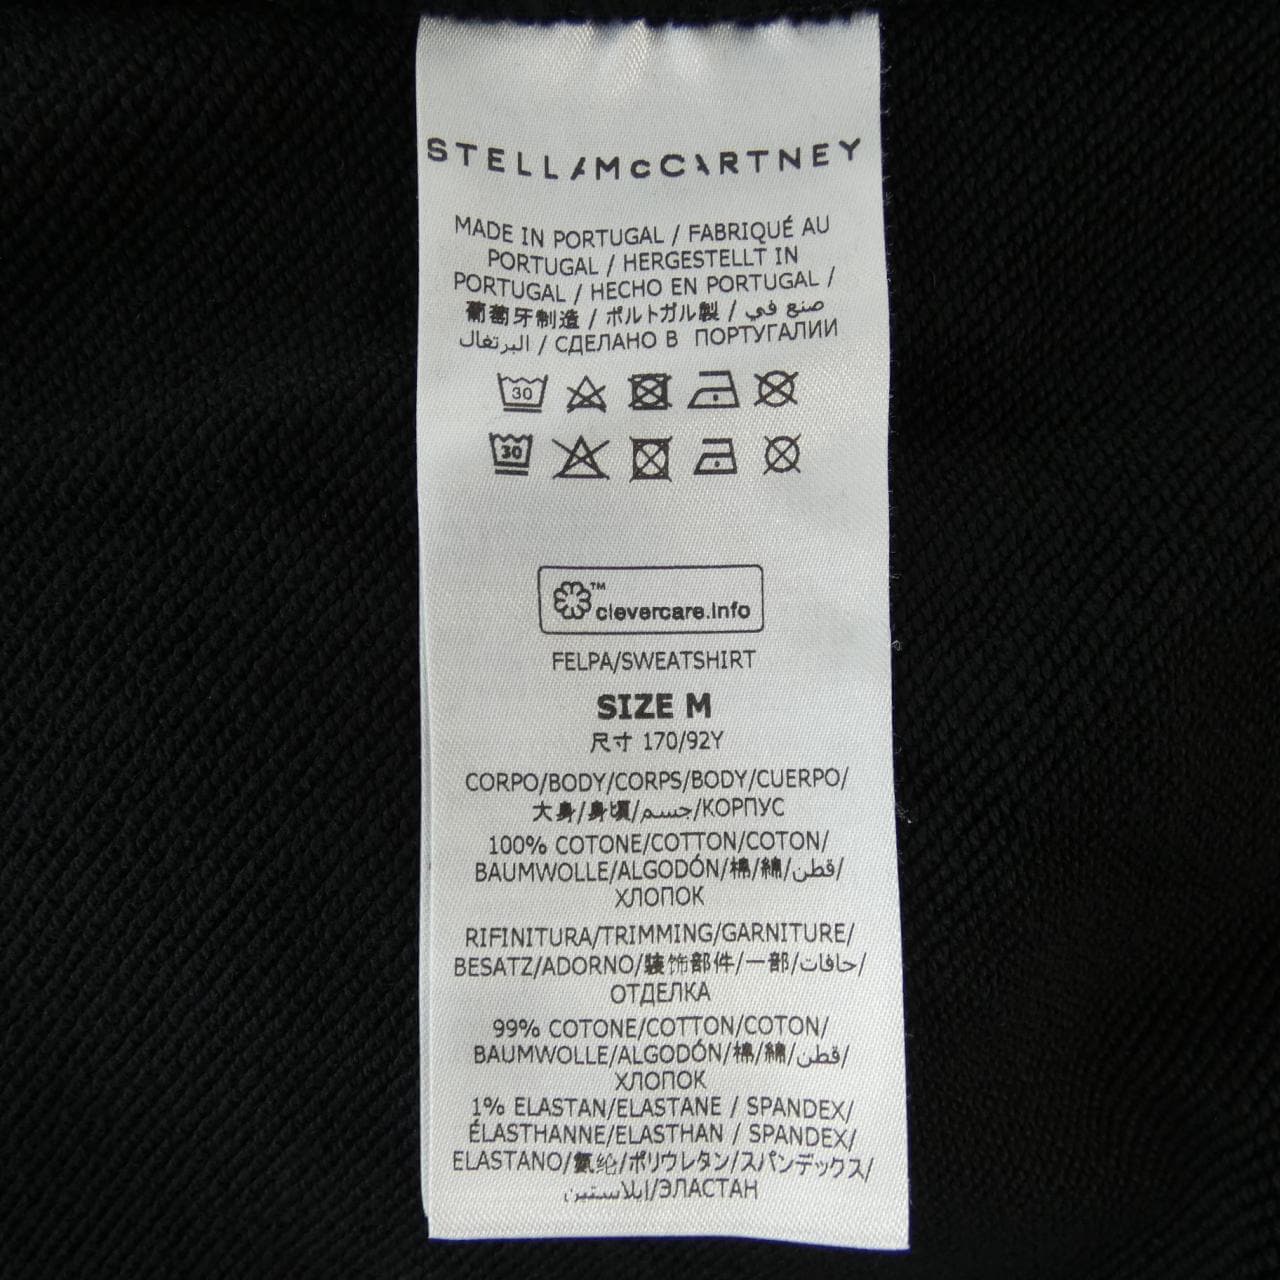 STELLAMcCARTNEY
MADE IN PORTUGAL / FABRIQUÉ AU
PORTUGAL / HERGESTELLT IN
PORTUGAL / HECHO EN PORTUGAL /
葡萄牙制造 / ポルトガル製 / صنع في
البرتغال / СДЕЛАНО В ПОРТУГАЛИИ
30
30
™
clevercare.info
FELPA/SWEATSHIRT
SIZE M
尺寸 170/92Y
CORPO/BODY/CORPS/BODY/CUERPO/
大身/身頃/جسم/КОРПУС
100% COTONE/COTTON/COTON/
BAUMWOLLE/ALGODÓN/棉/綿/قطن/
ХЛОПОК
RIFINITURA/TRIMMING/GARNITURE/
BESATZ/ADORNO/装饰部件/一部/حافات/
ОТДЕЛКА
99% COTONE/COTTON/COTON/
BAUMWOLLE/ALGODÓN/棉/綿/قطن/
ХЛОПОК
1% ELASTAN/ELASTANE / SPANDEX/
ÉLASTHANNE/ELASTHAN / SPANDEX/
ELASTANO/氨纶/ポリウレタン/スパンデックス/
إيلاستين/ЭЛАСТАН